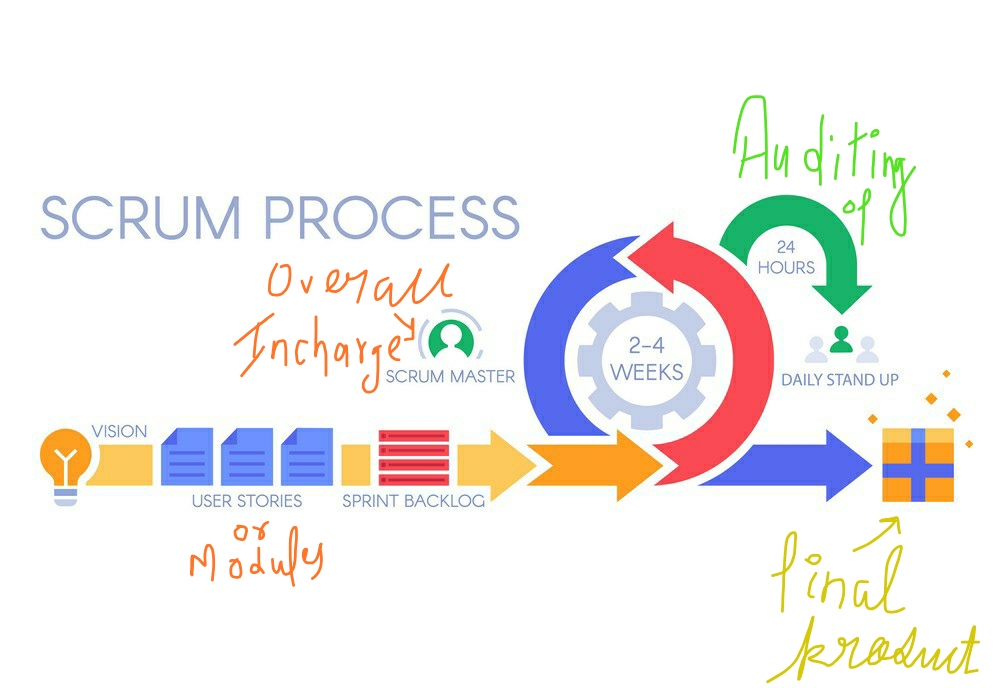 Auditing
of
SCRUM PROCESS
24
HOURS
Overall
Incharge
SCRUM MASTER
2-4
WEEKS
DAILY STAND UP
VISION
USER STORIES
SPRINT BACKLOG
or
Modules
final
product